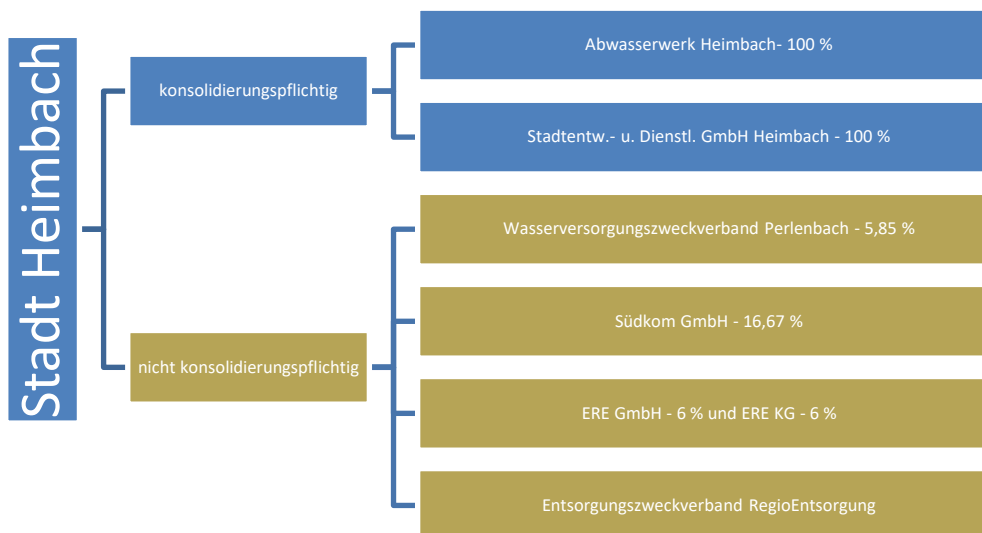 Stadt Heimbach
konsolidierungspflichtig
Abwasserwerk Heimbach- 100 %
Stadtentw.- u. Dienstl. GmbH Heimbach - 100 %
nicht konsolidierungspflichtig
Wasserversorgungszweckverband Perlenbach - 5,85 %
Südkom GmbH - 16,67 %
ERE GmbH - 6 % und ERE KG - 6 %
Entsorgungszweckverband RegioEntsorgung